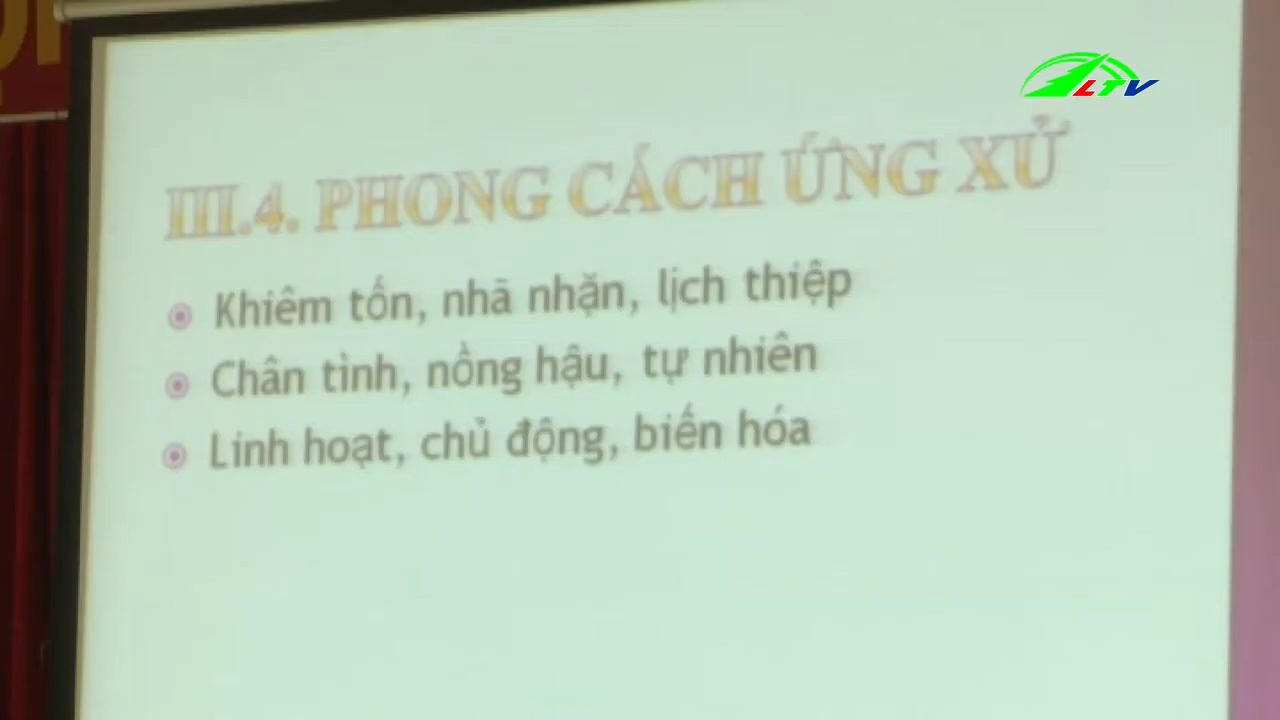 LTV
III.4. PHONG CÁCH ỨNG XỬ
Khiêm tốn, nhã nhặn, lịch thiệp
Chân tình, nồng hậu, tự nhiên
Linh hoạt, chủ động, biến hóa